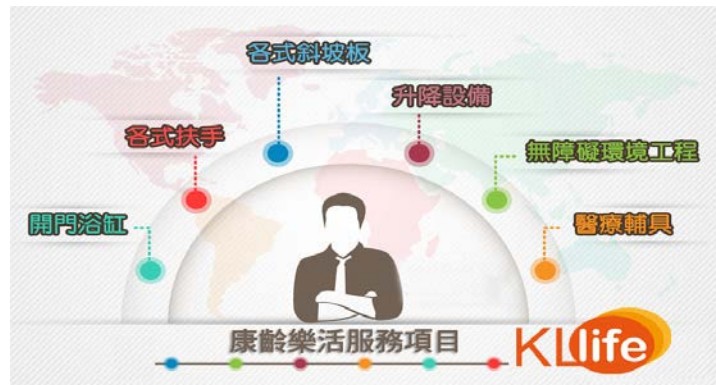 各式斜坡板
升降設備
各式扶手
無障礙環境工程
開門浴缸
醫療輔具
康齡樂活服務項目
KLlife